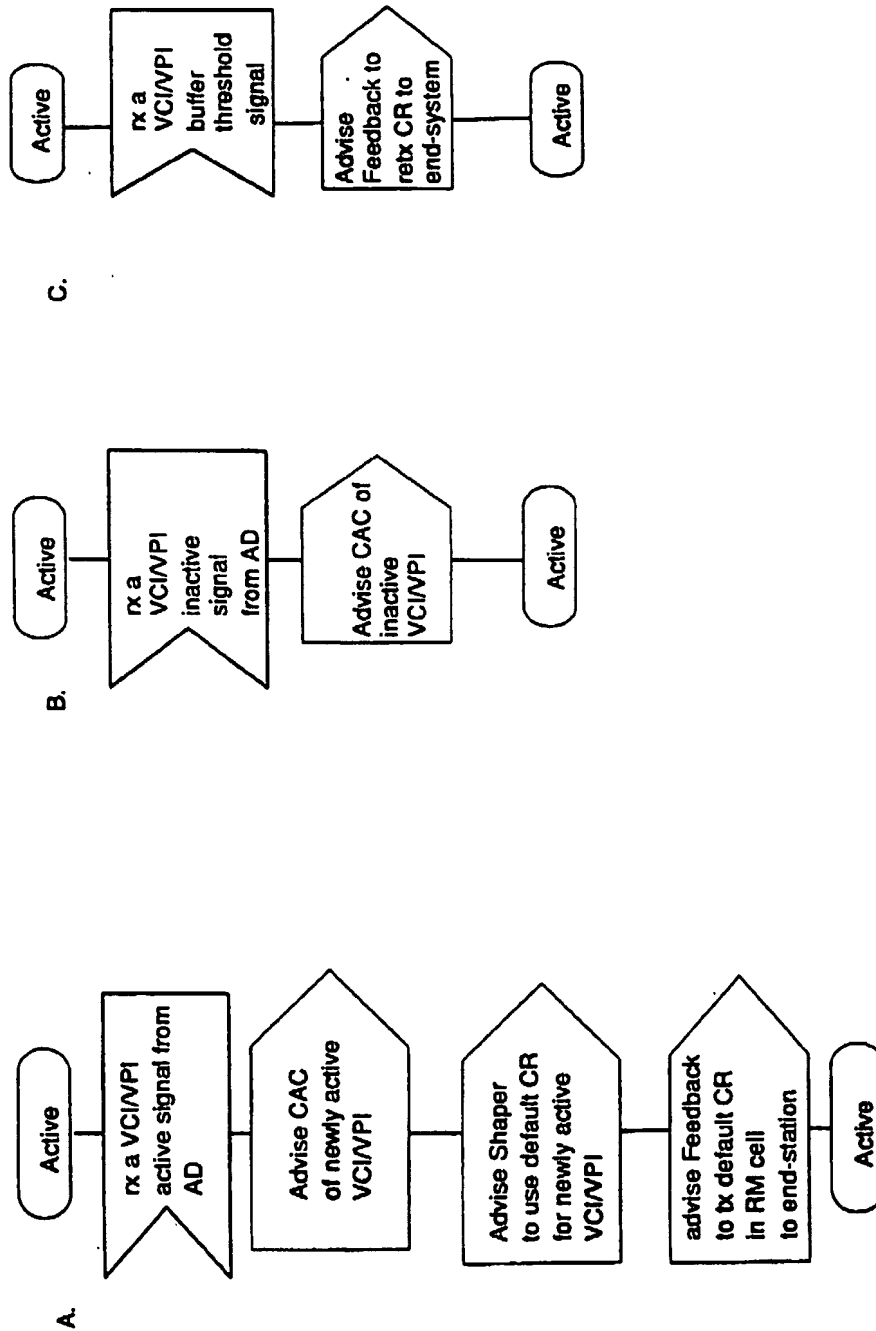 A.
Active
rx a VCI/VPI
active signal from
AD
Advise CAC
of newly active
VCI/VPI
Advise Shaper
to use default CR
for newly active
VCI/VPI
advise Feedback
to tx default CR
in RM cell
to end-station
Active
B.
Active
rx a
VCI/VPI
inactive
signal
from AD
Advise CAC of
inactive
VCI/VPI
Active
C.
Active
rx a
VCI/VPI
buffer
threshold
signal
Advise
Feedback to
retx CR to
end-system
Active